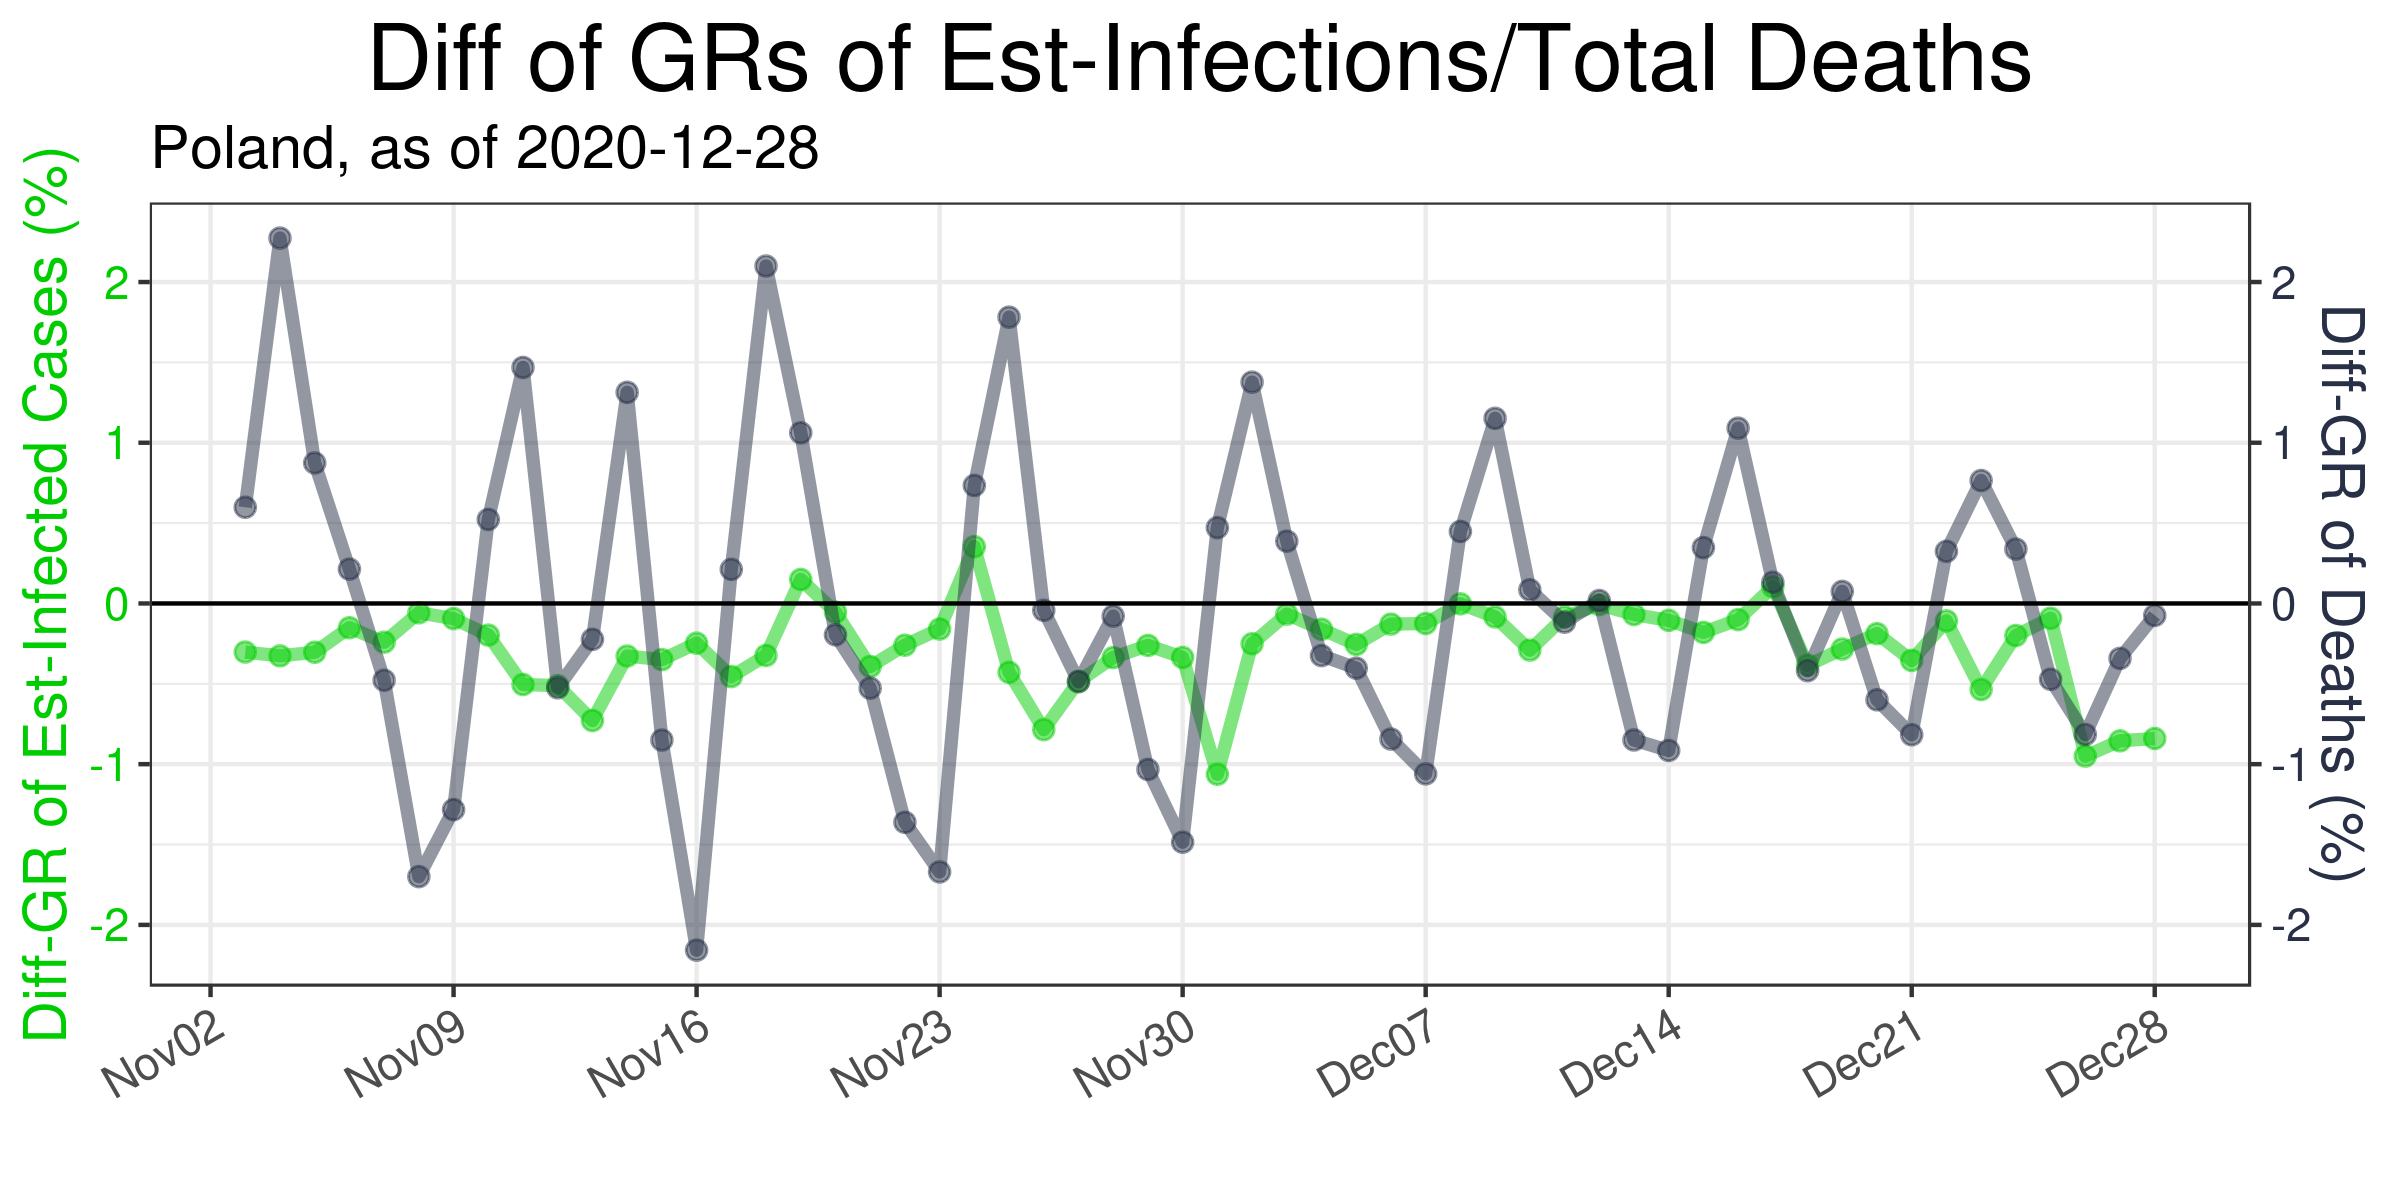 Diff of GRs of Est-Infections/Total Deaths
Poland, as of 2020-12-28
Diff-GR of Est-Infected Cases (%)
2
1
0
-1
-2
2
1
0
-1
-2
Diff-GR of Deaths (%)
Nov02
Nov09
Nov16
Nov23
Nov30
Dec07
Dec14
Dec21
Dec28